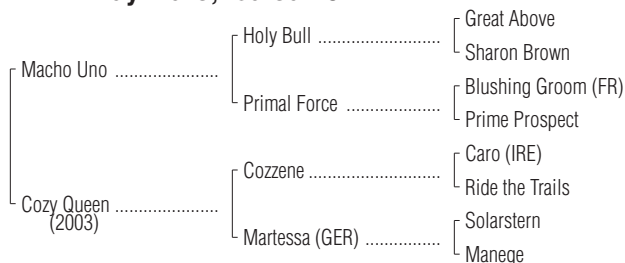 Great Above
Holy Bull
Sharon Brown
Macho Uno
Blushing Groom (FR)
Primal Force
Prime Prospect
Caro (IRE)
Cozzene
Ride the Trails
Cozy Queen
(2003)
Solarstern
Martessa (GER)
Manege